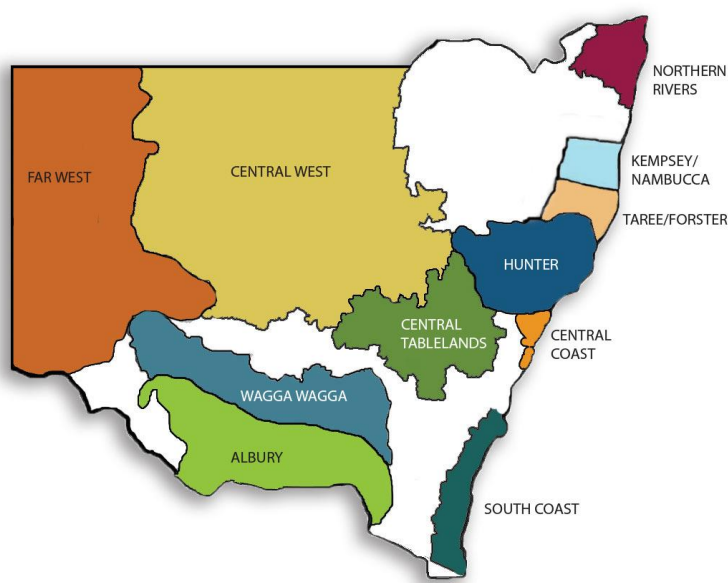 NORTHERN
RIVERS
KEMPSEY/
NAMBUCCA
FAR WEST
CENTRAL WEST
TAREE/FORSTER
HUNTER
CENTRAL
TABLELANDS
CENTRAL
COAST
WAGGA WAGGA
ALBURY
SOUTH COAST